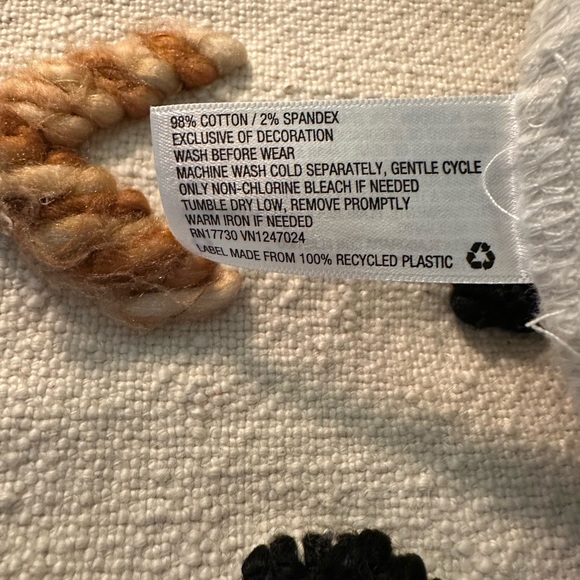 98% COTTON / 2% SPANDEX
EXCLUSIVE OF DECORATION
WASH BEFORE WEAR
MACHINE WASH COLD SEPARATELY, GENTLE CYCLE
ONLY NON-CHLORINE BLEACH IF NEEDED
TUMBLE DRY LOW, REMOVE PROMPTLY
WARM IRON IF NEEDED
RN17730 VN1247024
LABEL MADE FROM 100% RECYCLED PLASTIC